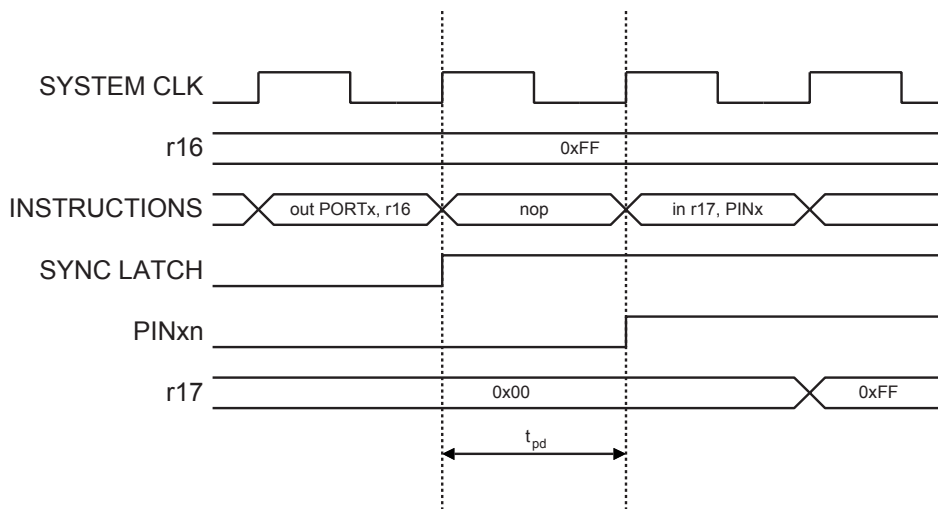 SYSTEM CLK
r16
0xFF
INSTRUCTIONS
out PORTx, r16
nop
in r17, PINx
SYNC LATCH
PINxn
r17
0x00
0xFF
tpd